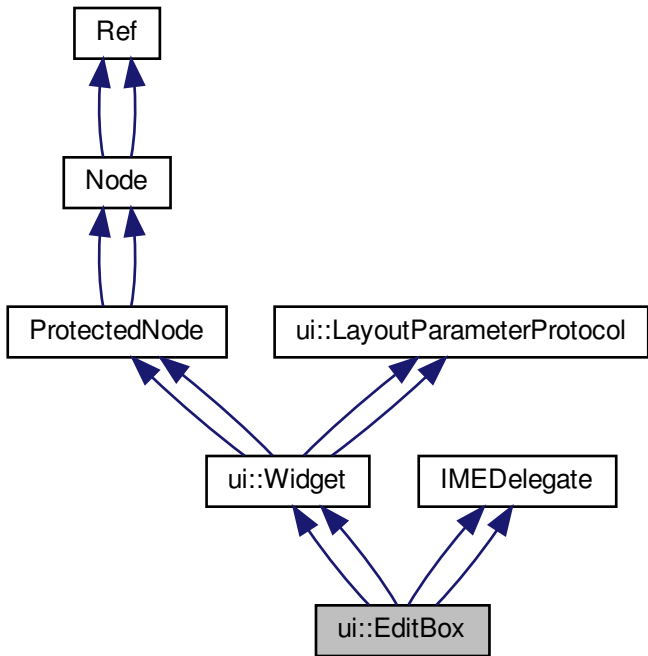 Ref
Node
ProtectedNode
ui::LayoutParameterProtocol
ui::Widget
IMEDelegate
ui::EditBox